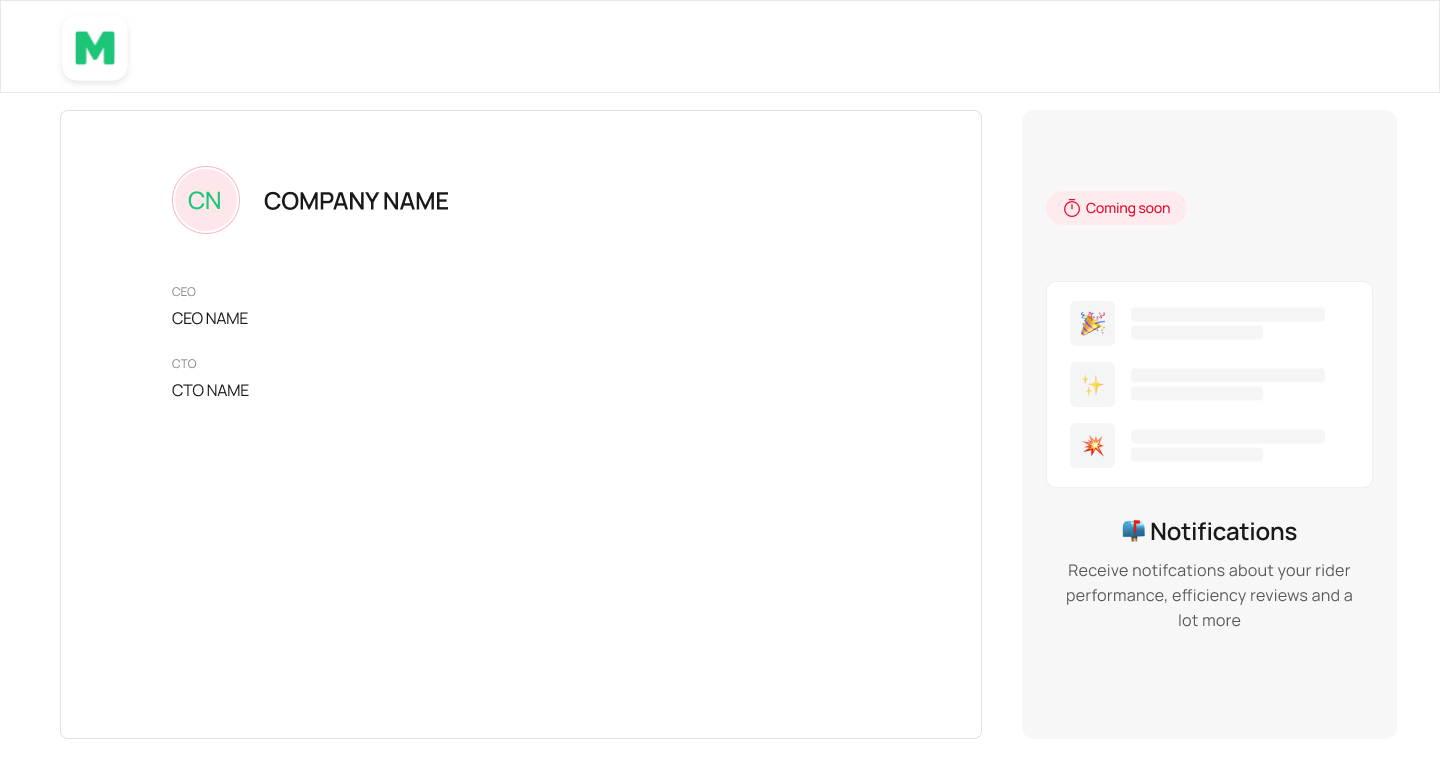 M
CN
COMPANY NAME
CEO
CEO NAME
CTO
CTO NAME
Coming soon
Notifications
Receive notifcations about your rider
performance, efficiency reviews and a
lot more